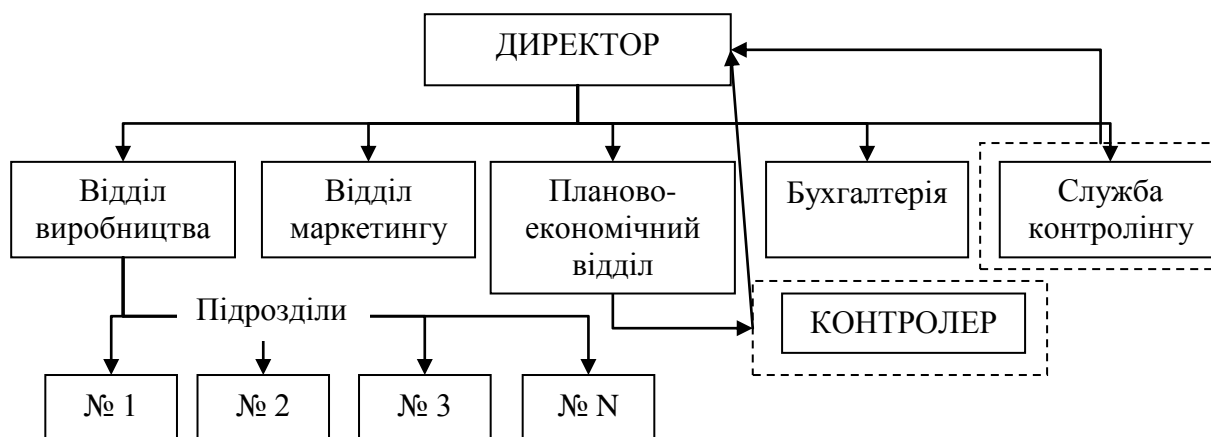 ДИРЕКТОР
Відділ
виробництва
Відділ
маркетингу
Планово-
економічний
відділ
Бухгалтерія
Служба
контролінгу
Підрозділи
КОНТРОЛЕР
№ 1
№ 2
№ 3
№ N